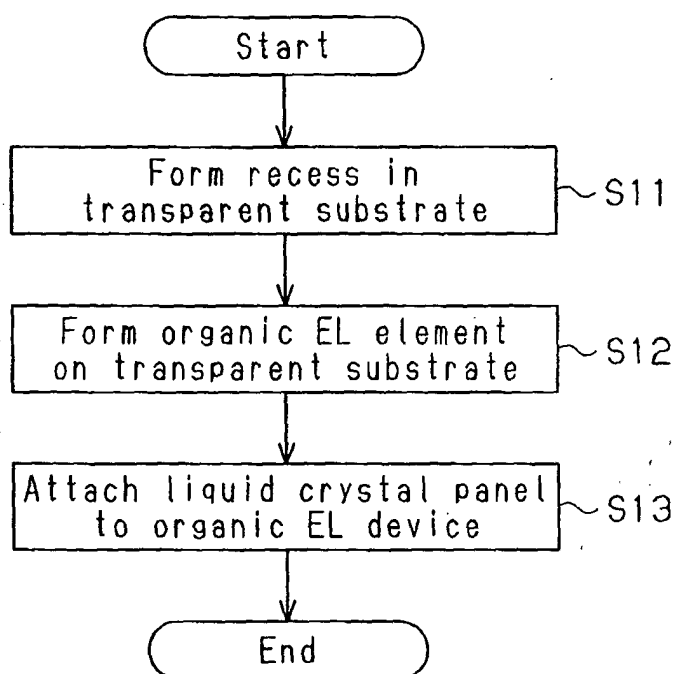 Start
Form recess in
transparent substrate
S11
Form organic EL element
on transparent substrate
S12
Attach liquid crystal panel
to organic EL device
S13
End